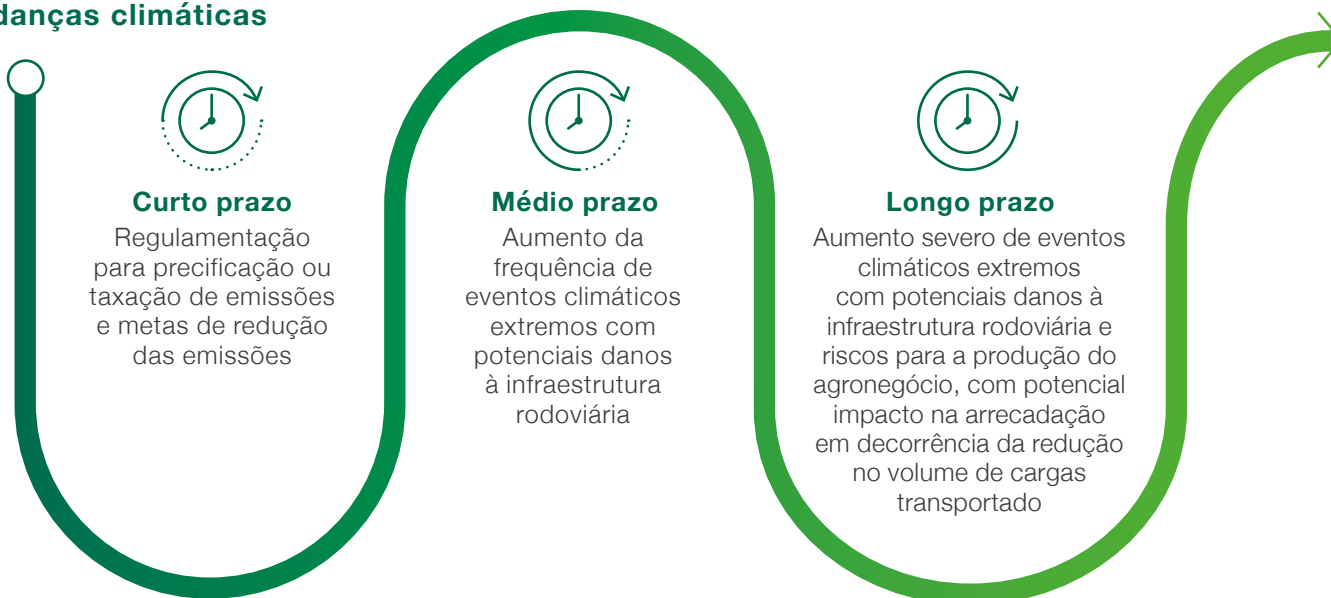 danças climáticas
Curto prazo
Regulamentação
para precificação ou
taxação de emissões
e metas de redução
das emissões
Médio prazo
Aumento da
frequência de
eventos climáticos
extremos com
potenciais danos
à infraestrutura
rodoviária
Longo prazo
Aumento severo de eventos
climáticos extremos
com potenciais danos à
infraestrutura rodoviária e
riscos para a produção do
agronegócio, com potencial
impacto na arrecadação
em decorrência da redução
no volume de cargas
transportado